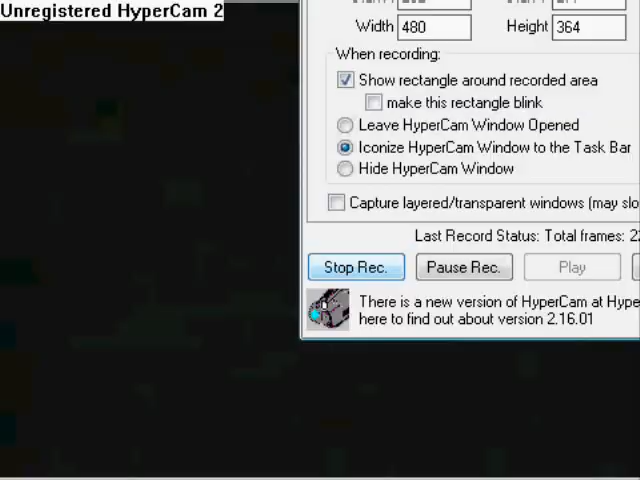 Unregistered HyperCam 2
Width 480 Height 364
When recording:
Show rectangle around recorded area
make this rectangle blink
Leave HyperCam Window Opened
Iconize HyperCam Window to the Task Bar
Hide HyperCam Window
Capture layered/transparent windows (may slo
Last Record Status: Total frames: 22
Stop Rec. Pause Rec. Play
There is a new version of HyperCam at Hype
here to find out about version 2.16.01